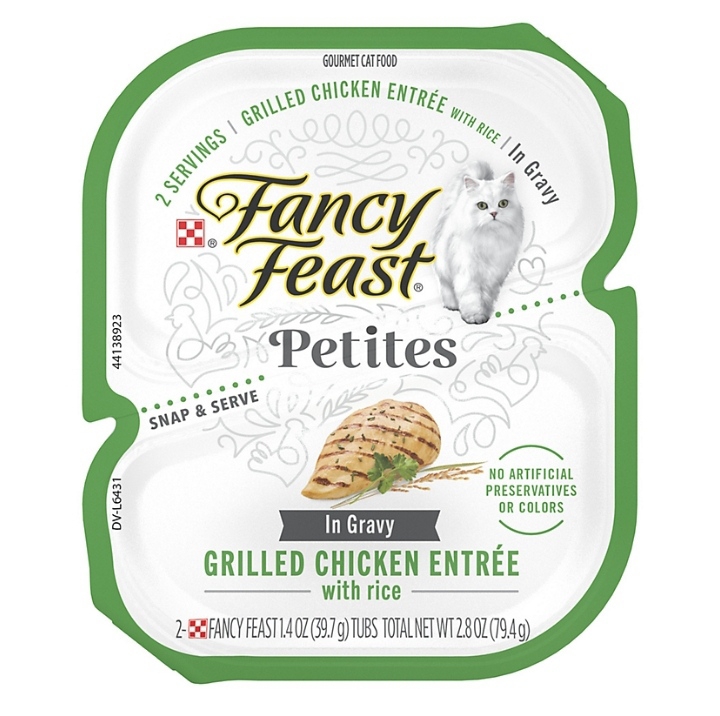 GOURMET CAT FOOD
2 SERVINGS | GRILLED CHICKEN ENTRÉE WITH RICE | In Gravy
Fancy
Feast®
®
Petites
44138923
SNAP & SERVE
NO ARTIFICIAL
PRESERVATIVES
OR COLORS
DV-L6431
In Gravy
GRILLED CHICKEN ENTRÉE
with rice
2- FANCY FEAST 1.4 OZ (39.7 g) TUBS TOTAL NET WT 2.8 OZ (79.4 g)